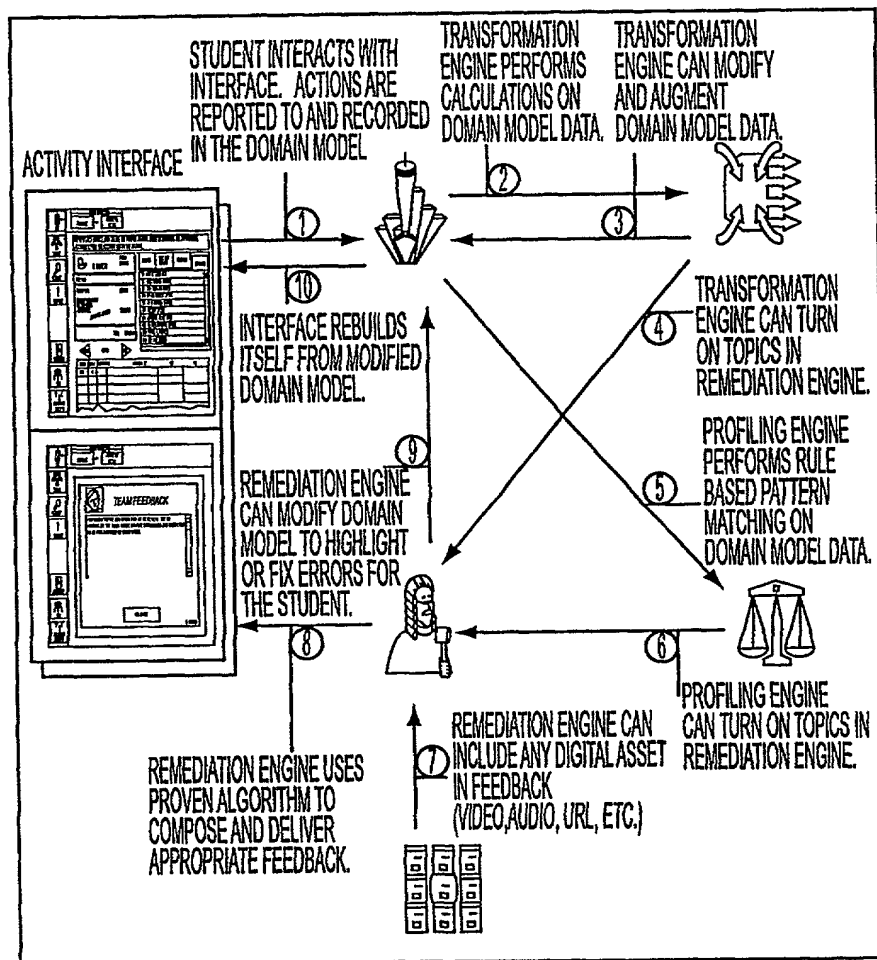 STUDENT INTERACTS WITH
INTERFACE. ACTIONS ARE
REPORTED TO AND RECORDED
IN THE DOMAIN MODEL
TRANSFORMATION
ENGINE PERFORMS
CALCULATIONS ON
DOMAIN MODEL DATA.
TRANSFORMATION
ENGINE CAN MODIFY
AND AUGMENT
DOMAIN MODEL DATA.
ACTIVITY INTERFACE
1
2
3
10
INTERFACE REBUILDS
ITSELF FROM MODIFIED
DOMAIN MODEL.
4
TRANSFORMATION
ENGINE CAN TURN
ON TOPICS IN
REMEDIATION ENGINE.
9
REMEDIATION ENGINE
CAN MODIFY DOMAIN
MODEL TO HIGHLIGHT
OR FIX ERRORS FOR
THE STUDENT.
5
PROFILING ENGINE
PERFORMS RULE
BASED PATTERN
MATCHING ON
DOMAIN MODEL DATA.
TEAM FEEDBACK
8
6
PROFILING ENGINE
CAN TURN ON TOPICS IN
REMEDIATION ENGINE.
7
REMEDIATION ENGINE CAN
INCLUDE ANY DIGITAL ASSET
IN FEEDBACK
(VIDEO,AUDIO, URL, ETC.)
REMEDIATION ENGINE USES
PROVEN ALGORITHM TO
COMPOSE AND DELIVER
APPROPRIATE FEEDBACK.